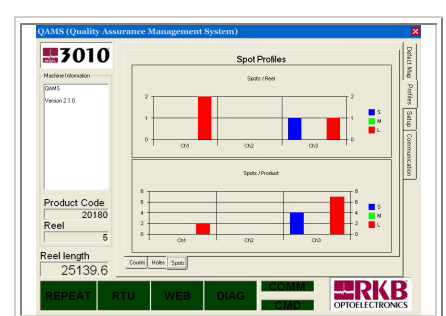 QAMS (Quality Assurance Management System)
3010
Machine Information
QAMS
Version 2.1.0
Product Code
20180
Reel
5
Reel length
25139.6
Spot Profiles
Spots / Reel
2
1
0
2
1
0
Ch1 Ch2 Ch3
S
M
L
Spots / Product
8
6
4
2
0
8
6
4
2
0
Ch1 Ch2 Ch3
S
M
L
Counts Holes Spots
Defect Map
Profiles
Setup
Communication
REPEAT RTU WEB DIAG COMM
CMD
RKB
OPTOELECTRONICS